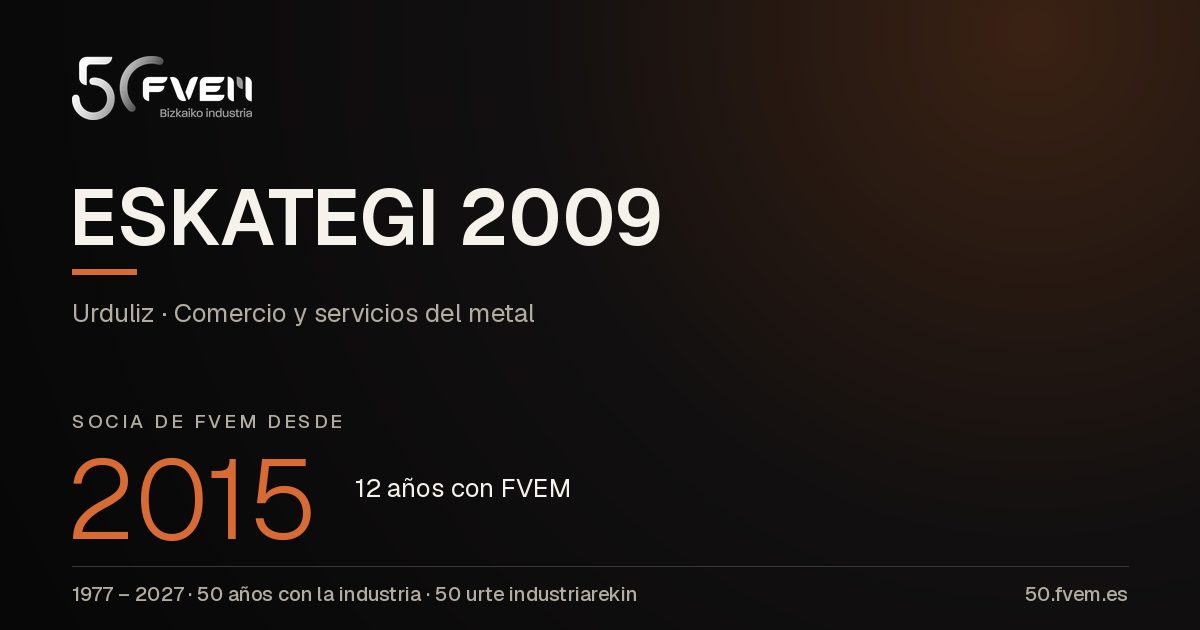 50 FVEM
Bizkaiko industria
ESKATEGI 2009
Urduliz · Comercio y servicios del metal
SOCIA DE FVEM DESDE
2015
12 años con FVEM
1977 – 2027 · 50 años con la industria · 50 urte industriarekin
50.fvem.es